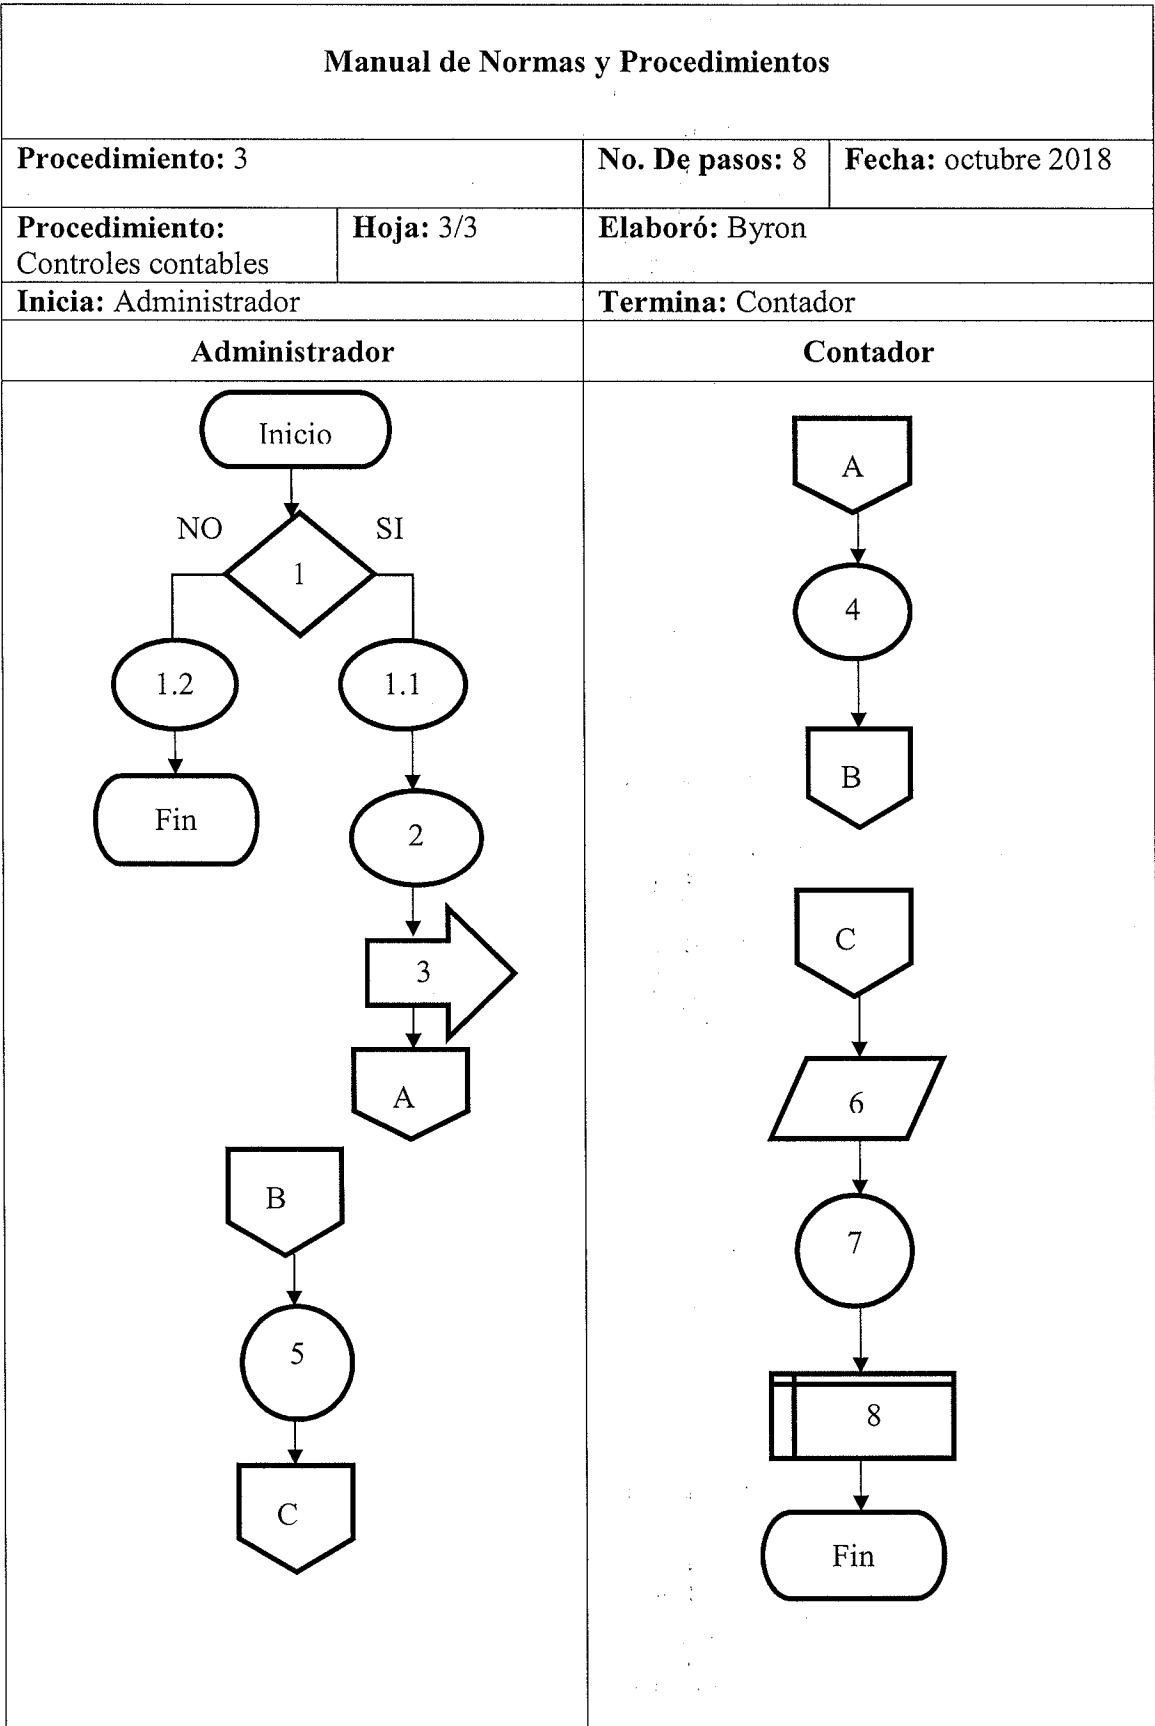 Manual de Normas y Procedimientos
Procedimiento: 3
No. De pasos: 8
Fecha: octubre 2018
Procedimiento:
Controles contables
Hoja: 3/3
Elaboró: Byron
Inicia: Administrador
Termina: Contador
Administrador
Contador
Inicio
NO
SI
1
1.2
1.1
Fin
2
3
A
B
5
C
A
4
B
C
6
7
8
Fin